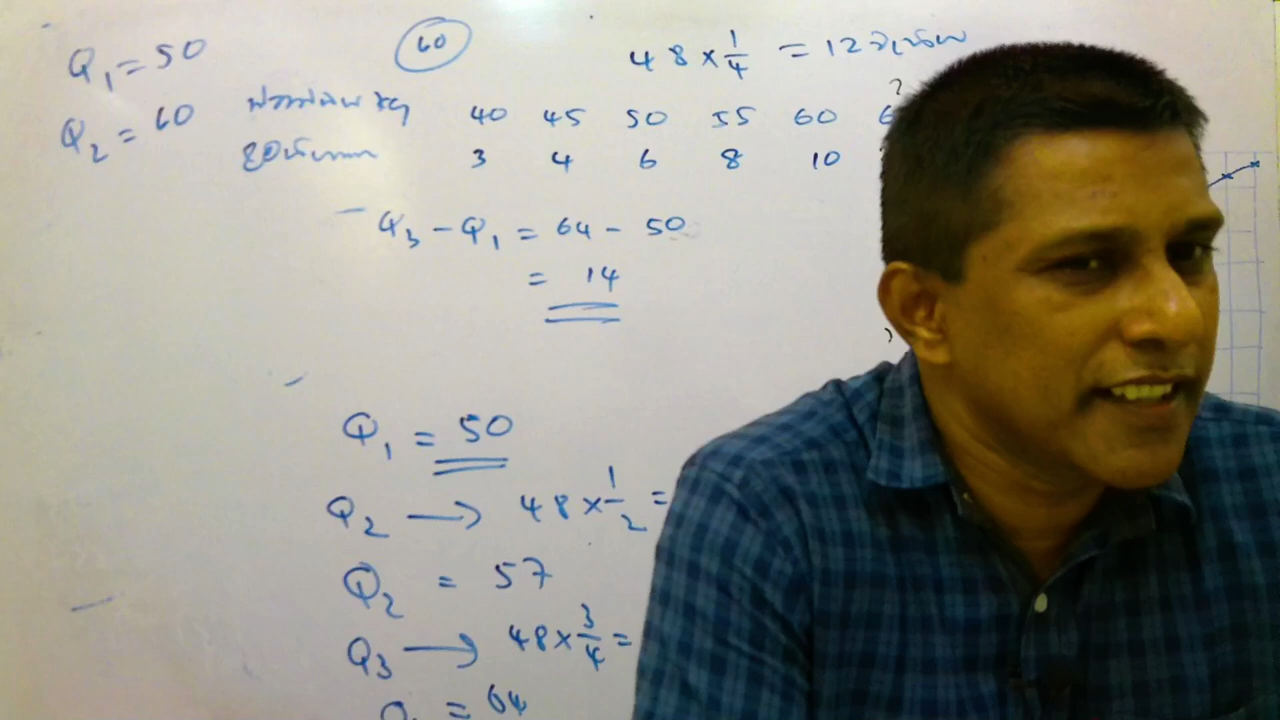 Q₁ = 50
Q₂ = 60
60
48 × 1/4 = 12
40 45 50 55 60
3 4 6 8 10
Q₃ − Q₁ = 64 − 50
= 14
Q₁ = 50
Q₂ → 48 × 1/2 =
Q₂ = 57
Q₃ → 48 × 3/4 =
= 64